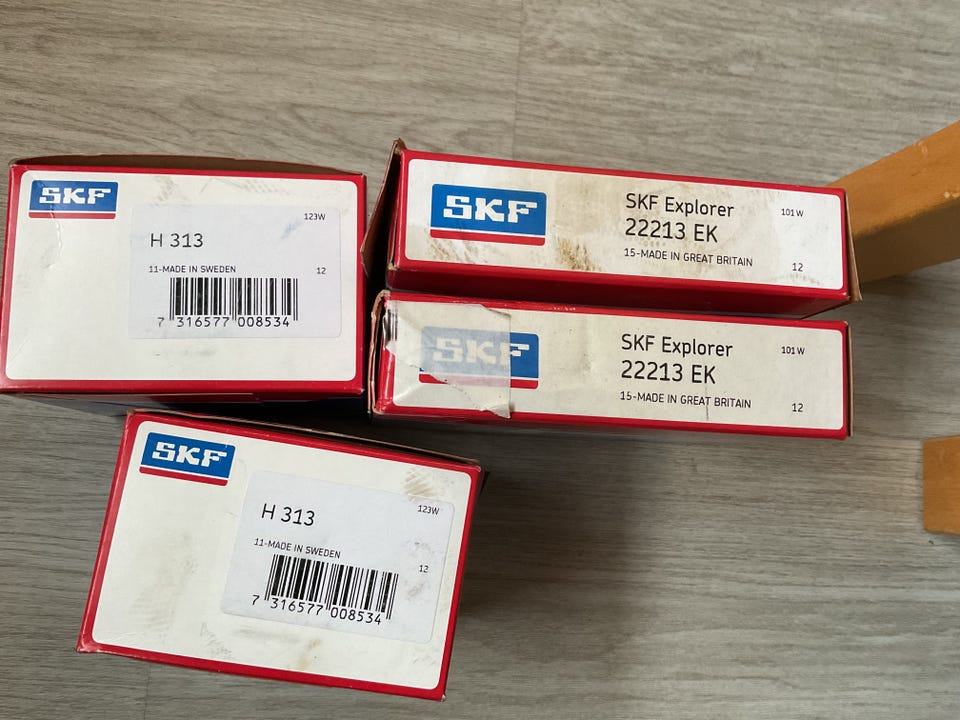 SKF
123W
H 313
11-MADE IN SWEDEN 12
7 316577 008534
SKF
SKF Explorer 101W
22213 EK
15-MADE IN GREAT BRITAIN 12
SKF
SKF Explorer 101W
22213 EK
15-MADE IN GREAT BRITAIN 12
SKF
H 313 123W
11-MADE IN SWEDEN 12
7 316577 008534